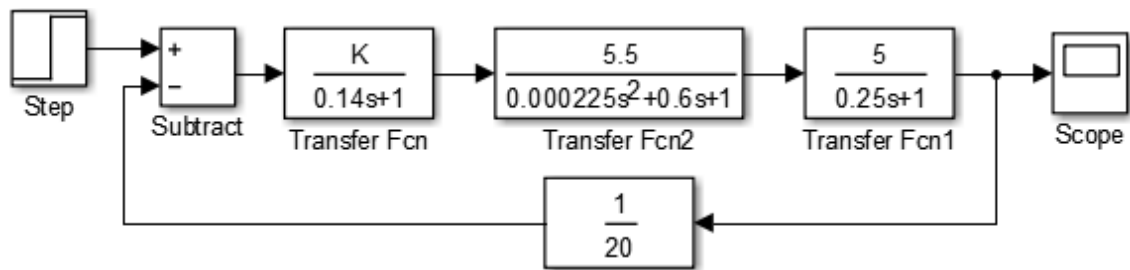 Step
+
−
Subtract
K
0.14s+1
Transfer Fcn
5.5
0.000225s²+0.6s+1
Transfer Fcn2
5
0.25s+1
Transfer Fcn1
Scope
1
20